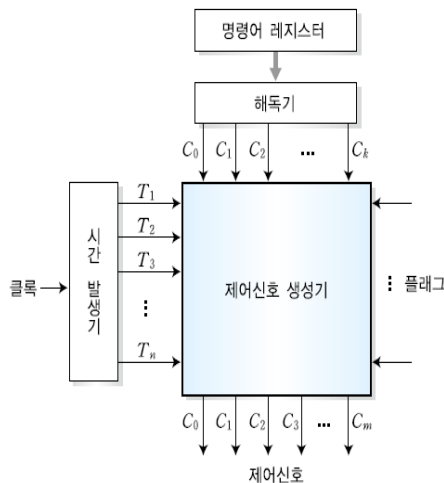 명령어 레지스터
해독기
C0 C1 C2 ... Ck
시간 발생기
클록
T1
T2
T3
⋮
Tn
제어신호 생성기
⋮ 플래그
C0 C1 C2 C3 ... Cm
제어신호